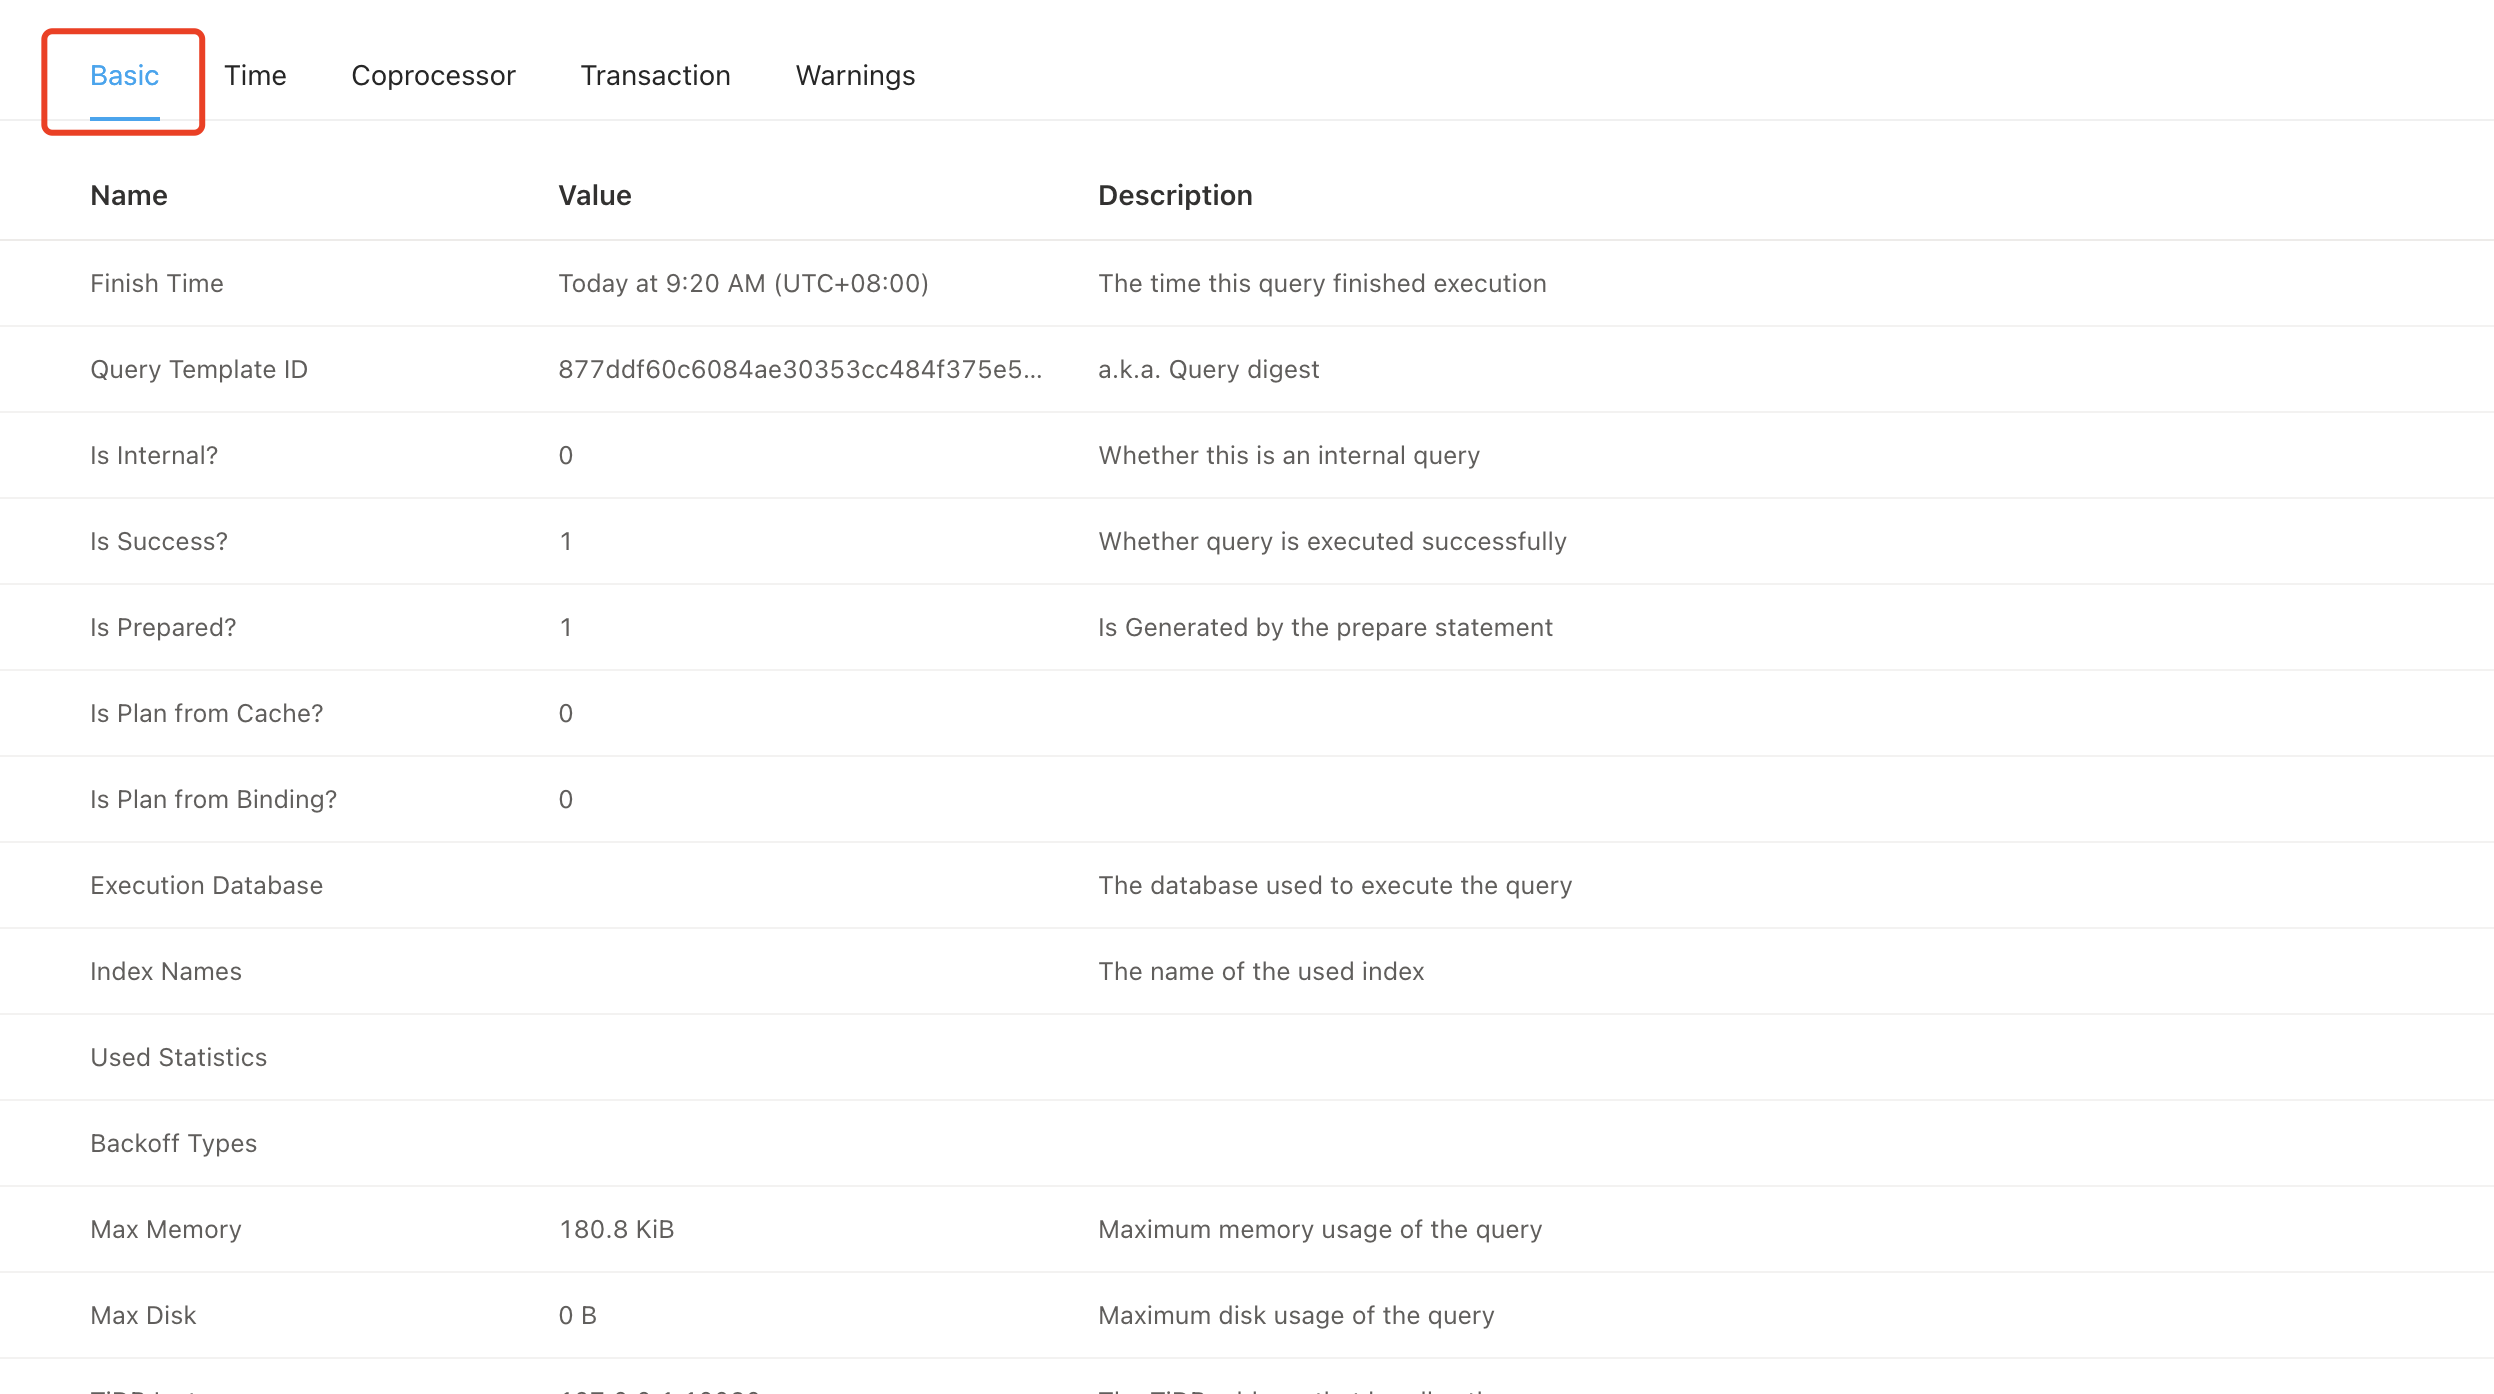 Basic Time Coprocessor Transaction Warnings
Name Value Description
Finish Time Today at 9:20 AM (UTC+08:00) The time this query finished execution
Query Template ID 877ddf60c6084ae30353cc484f375e5... a.k.a. Query digest
Is Internal? 0 Whether this is an internal query
Is Success? 1 Whether query is executed successfully
Is Prepared? 1 Is Generated by the prepare statement
Is Plan from Cache? 0
Is Plan from Binding? 0
Execution Database The database used to execute the query
Index Names The name of the used index
Used Statistics
Backoff Types
Max Memory 180.8 KiB Maximum memory usage of the query
Max Disk 0 B Maximum disk usage of the query